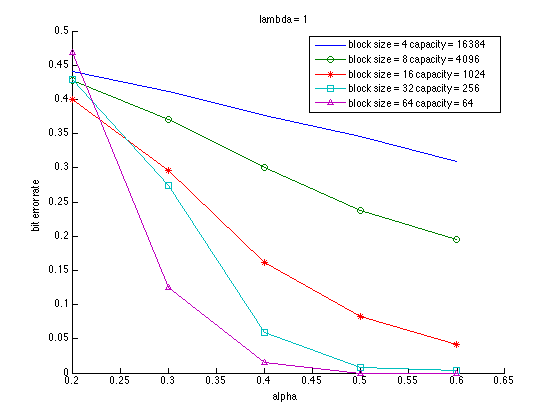 lambda = 1
block size = 4 capacity = 16384
block size = 8 capacity = 4096
block size = 16 capacity = 1024
block size = 32 capacity = 256
block size = 64 capacity = 64
0.5
0.45
0.4
0.35
0.3
0.25
0.2
0.15
0.1
0.05
0
bit error rate
0.2 0.25 0.3 0.35 0.4 0.45 0.5 0.55 0.6 0.65
alpha